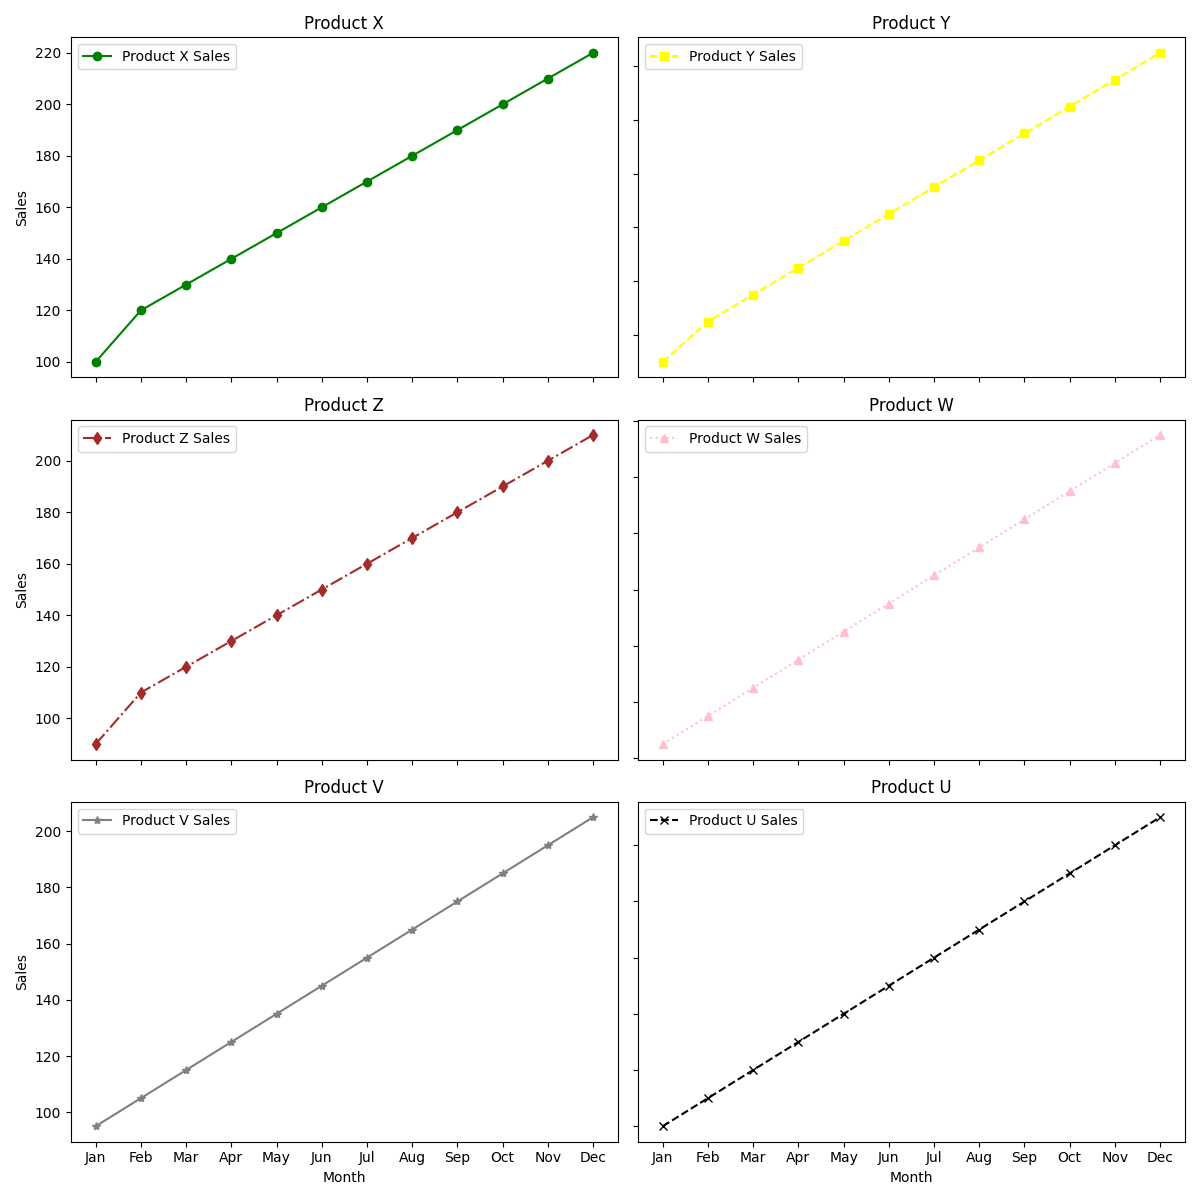 Product X
Product X Sales
220
200
180
160
140
120
100
Sales
Product Y
Product Y Sales
Product Z
Product Z Sales
200
180
160
140
120
100
Sales
Product W
Product W Sales
Product V
Product V Sales
200
180
160
140
120
100
Sales
Jan Feb Mar Apr May Jun Jul Aug Sep Oct Nov Dec
Month
Product U
Product U Sales
Jan Feb Mar Apr May Jun Jul Aug Sep Oct Nov Dec
Month